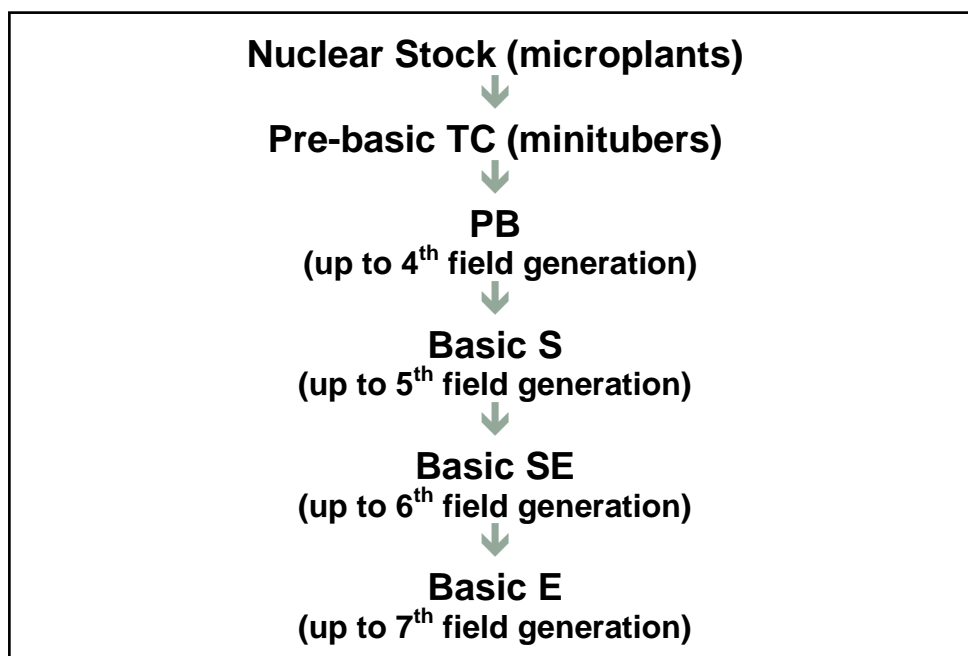 Nuclear Stock (microplants)
Pre-basic TC (minitubers)
PB
(up to 4th field generation)
Basic S
(up to 5th field generation)
Basic SE
(up to 6th field generation)
Basic E
(up to 7th field generation)